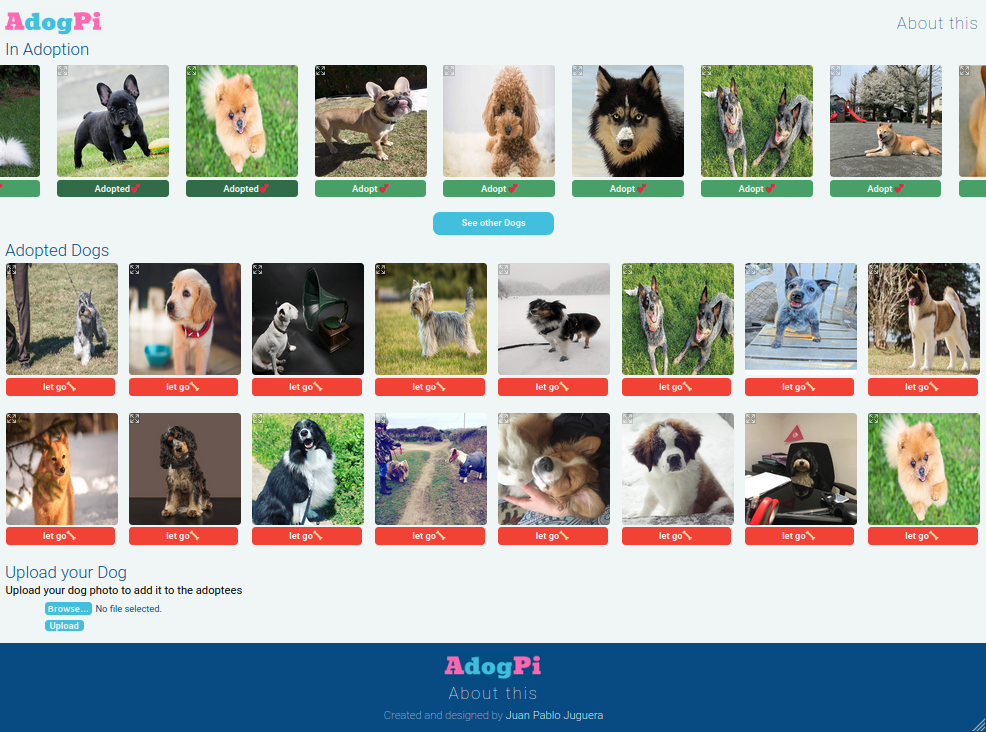 AdogPi
About this
In Adoption
Adopted💕 Adopted💕 Adopt💕 Adopt 💕 Adopt 💕 Adopt 💕 Adopt 💕
See other Dogs
Adopted Dogs
let go🦴 let go🦴 let go🦴 let go🦴 let go🦴 let go🦴 let go🦴 let go🦴
let go🦴 let go🦴 let go🦴 let go🦴 let go🦴 let go🦴 let go🦴 let go🦴
Upload your Dog
Upload your dog photo to add it to the adoptees
Browse... No file selected.
Upload
AdogPi
About this
Created and designed by Juan Pablo Juguera